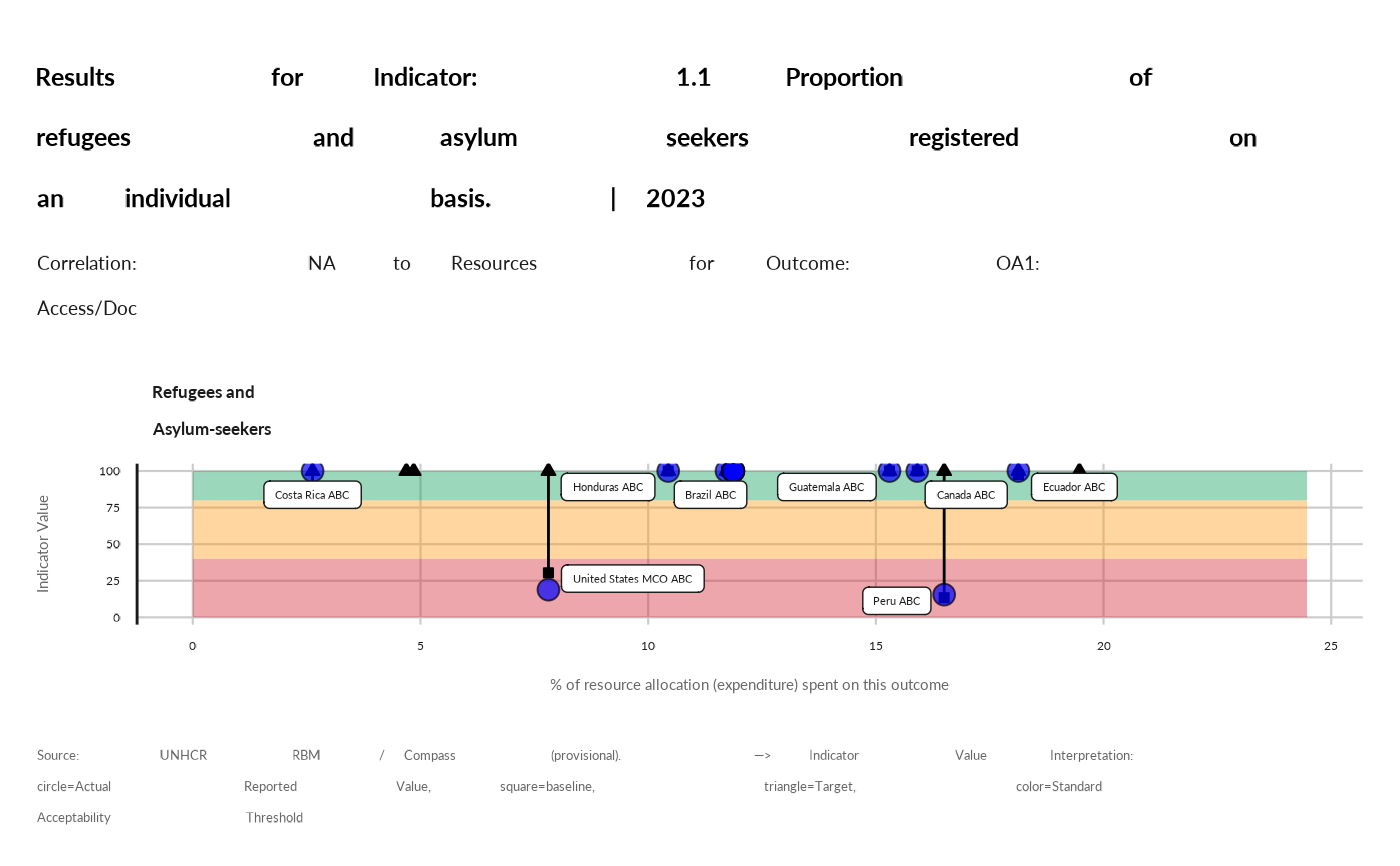 Results for Indicator: 1.1 Proportion of
refugees and asylum seekers registered on
an individual basis. | 2023
Correlation: NA to Resources for Outcome: OA1:
Access/Doc
Refugees and
Asylum-seekers
Indicator Value
100
75
50
25
0
Costa Rica ABC
Honduras ABC
Brazil ABC
Guatemala ABC
Canada ABC
Ecuador ABC
United States MCO ABC
Peru ABC
0 5 10 15 20 25
% of resource allocation (expenditure) spent on this outcome
Source: UNHCR RBM / Compass (provisional). —> Indicator Value Interpretation:
circle=Actual Reported Value, square=baseline, triangle=Target, color=Standard
Acceptability Threshold